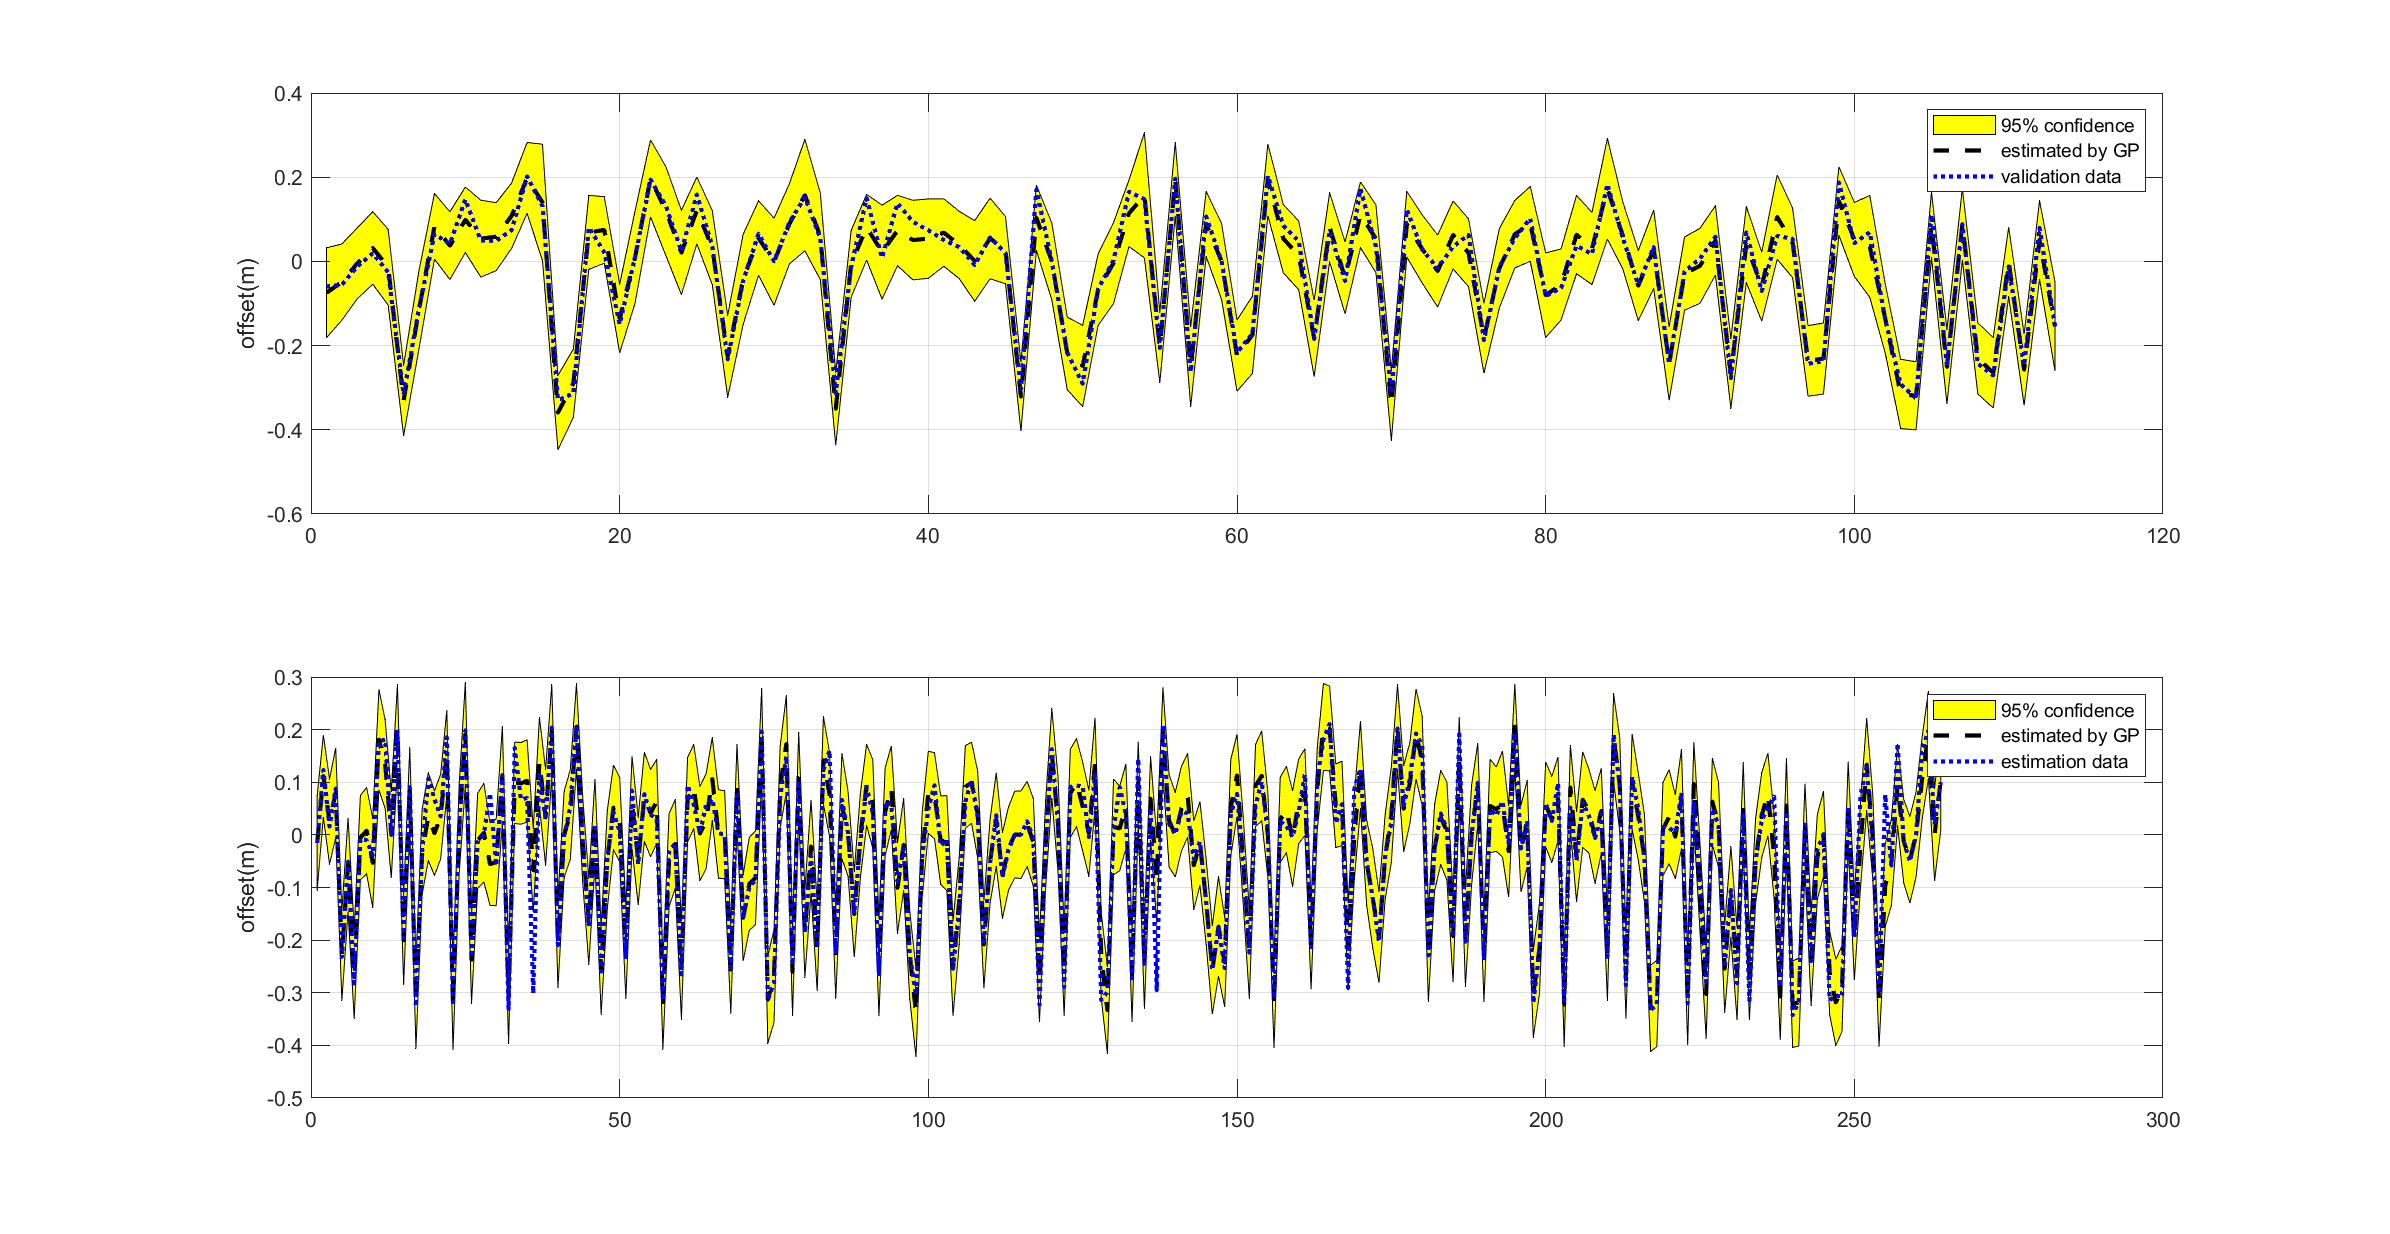 0.4
0.2
0
-0.2
-0.4
-0.6
offset(m)
0 20 40 60 80 100 120
95% confidence
estimated by GP
validation data
0.3
0.2
0.1
0
-0.1
-0.2
-0.3
-0.4
-0.5
offset(m)
0 50 100 150 200 250 300
95% confidence
estimated by GP
estimation data